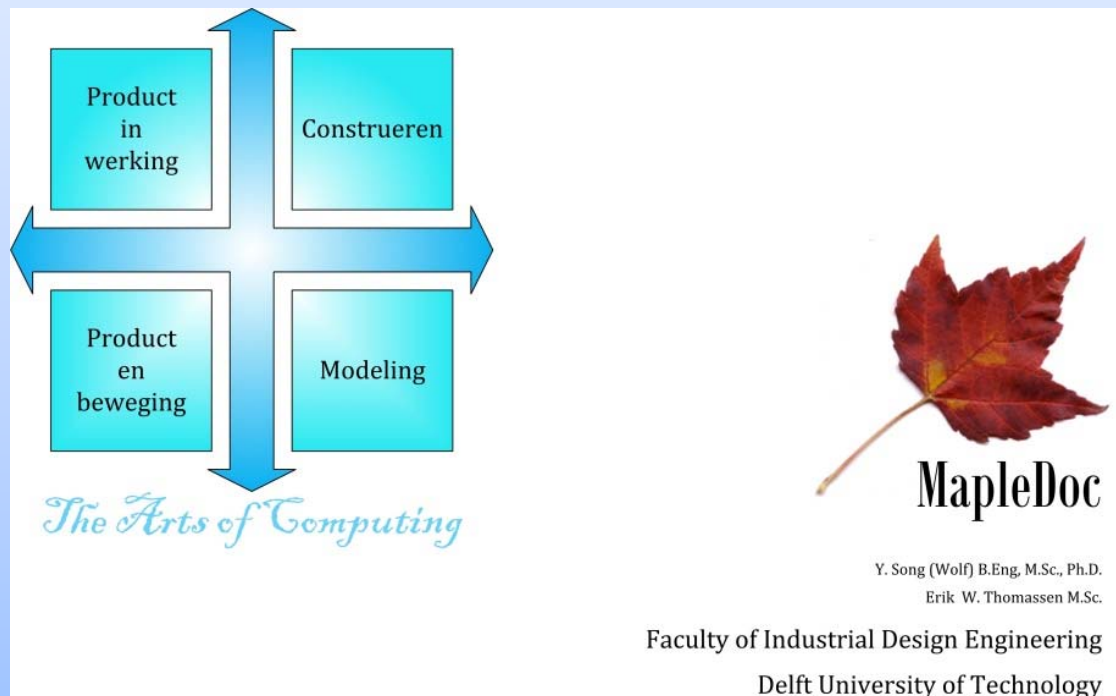 Product
in
werking
Construeren
Product
en
beweging
Modeling
The Arts of Computing
MapleDoc
Y. Song (Wolf) B.Eng, M.Sc., Ph.D.
Erik W. Thomassen M.Sc.
Faculty of Industrial Design Engineering
Delft University of Technology